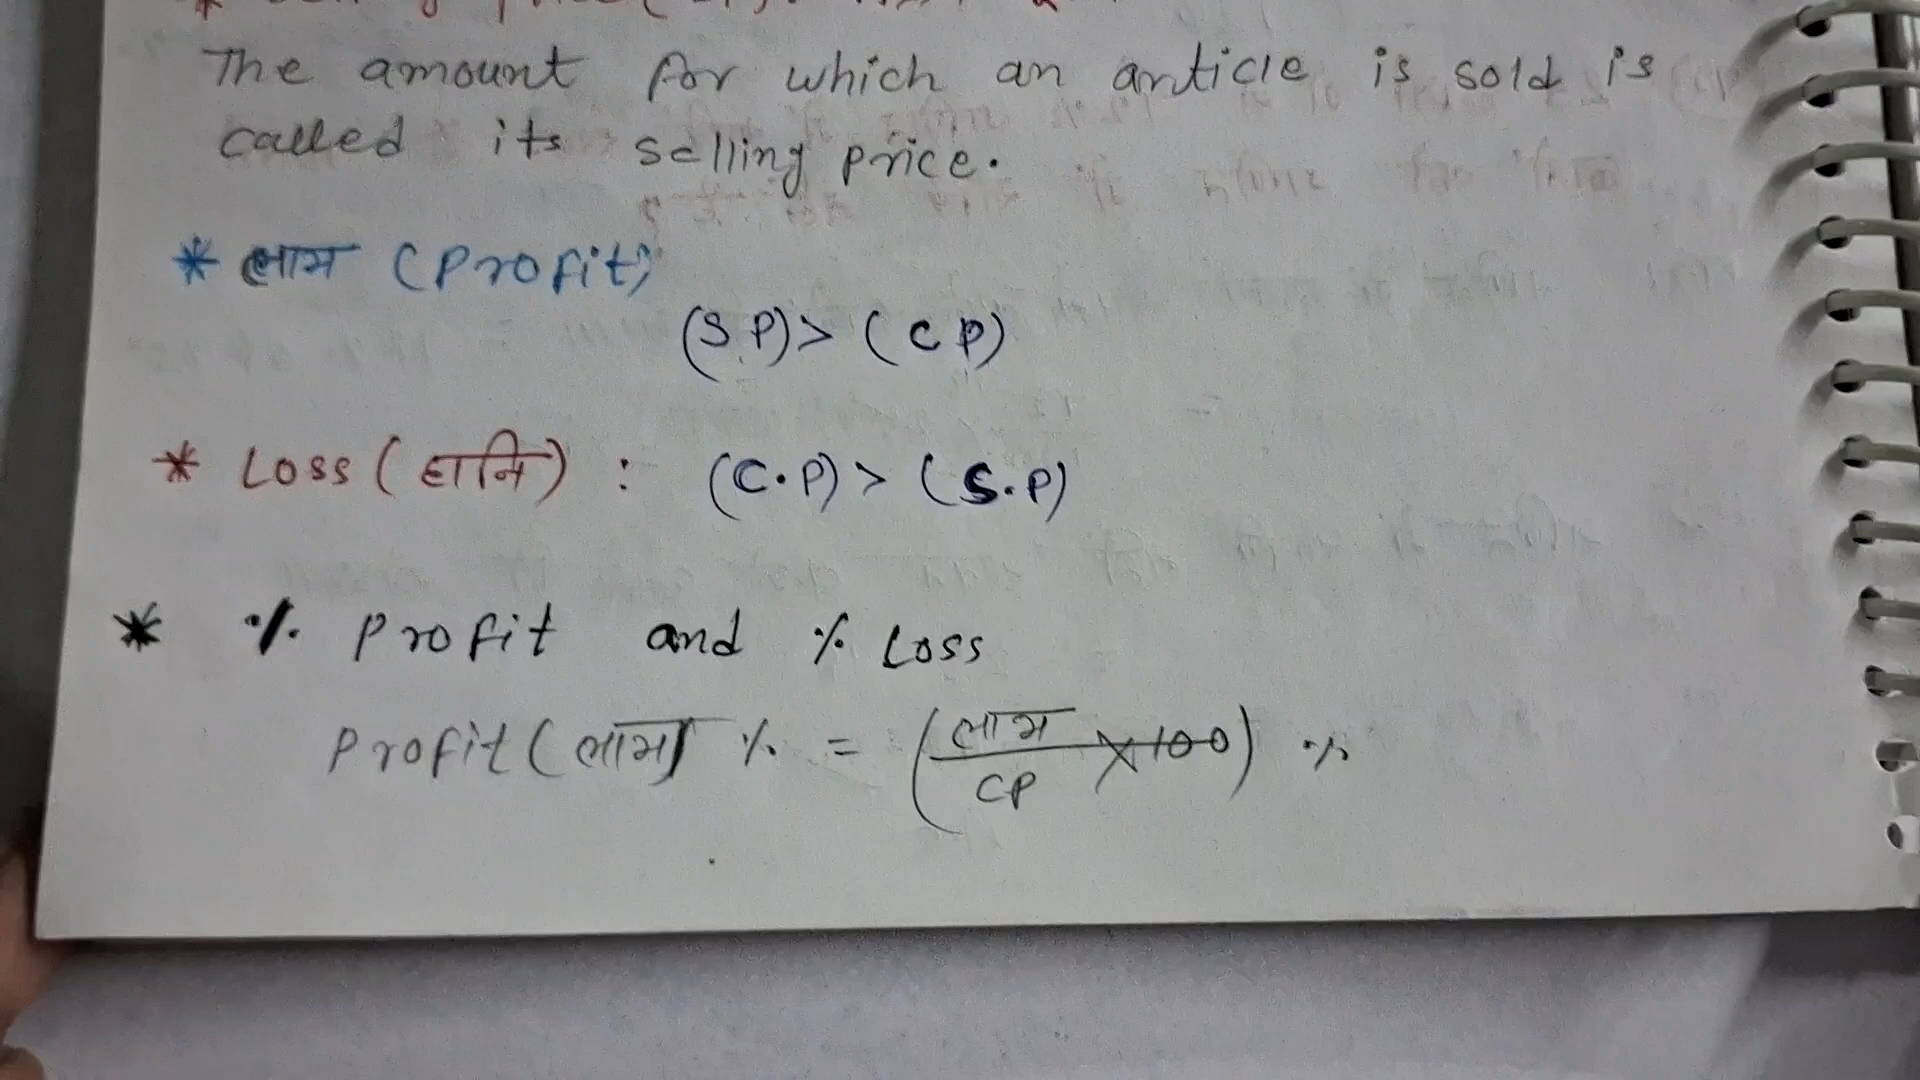 The amount for which an article is sold is
called its selling price.
* लाभ (Profit)
(S.P)> (CP)
* Loss (हानि) : (C.P)> (S.P)
* % Profit and % Loss
Profit (लाभ) % = (लाभ/CP ×100) %